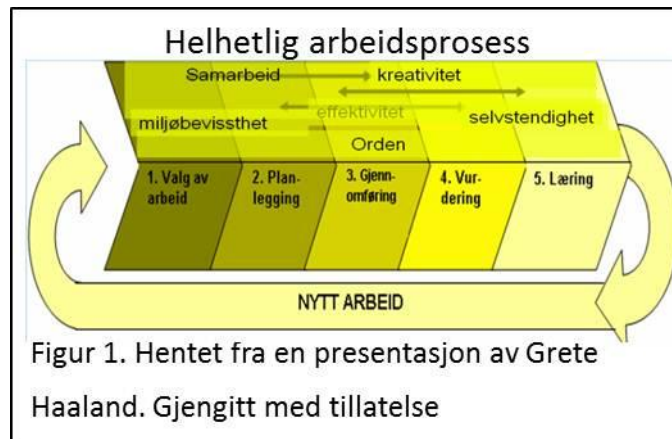 Helhetlig arbeidsprosess
Samarbeid
kreativitet
effektivitet
miljøbevissthet
selvstendighet
Orden
1. Valg av
arbeid
2. Plan-
legging
3. Gjenn-
omføring
4. Vur-
dering
5. Læring
NYTT ARBEID
Figur 1. Hentet fra en presentasjon av Grete
Haaland. Gjengitt med tillatelse